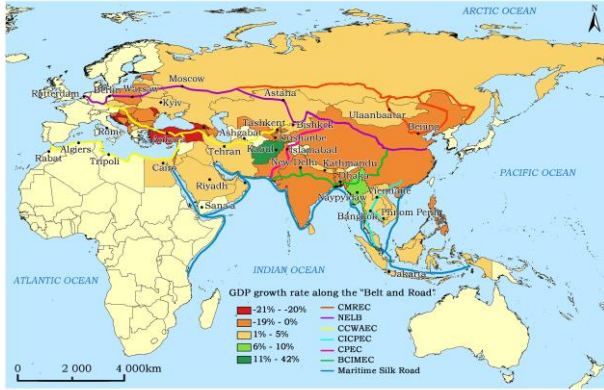 ARCTIC OCEAN
N
Moscow
Rotterdam
Berlin
Warsaw
Astana
Kyiv
Ulaanbaatar
Rome
Tashkent
Bishkek
Beijing
Ashgabat
Dushanbe
Tehran
Kabul
Islamabad
Algiers
Rabat
Tripoli
New Delhi
Kathmandu
Cairo
Dhaka
PACIFIC OCEAN
Riyadh
Vientiane
Sanaa
Naypyidaw
Bangkok
Phnom Penh
ATLANTIC OCEAN
INDIAN OCEAN
Jakarta
GDP growth rate along the "Belt and Road"
-21% - -20%
CMREC
-19% - 0%
NELB
1% - 5%
CCWAEC
CICPEC
6% - 10%
CPEC
11% - 42%
BCIMEC
Maritime Silk Road
0 2 000 4 000km